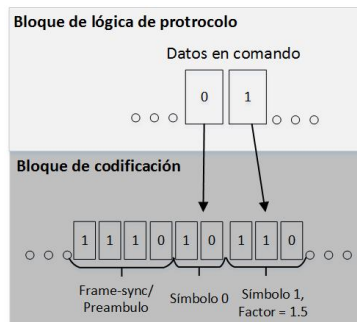 Bloque de lógica de protrocolo
Datos en comando
0 1
Bloque de codificación
1 1 1 0 1 0 1 1 0
Frame-sync/
Preambulo
Símbolo 0
Símbolo 1,
Factor = 1.5